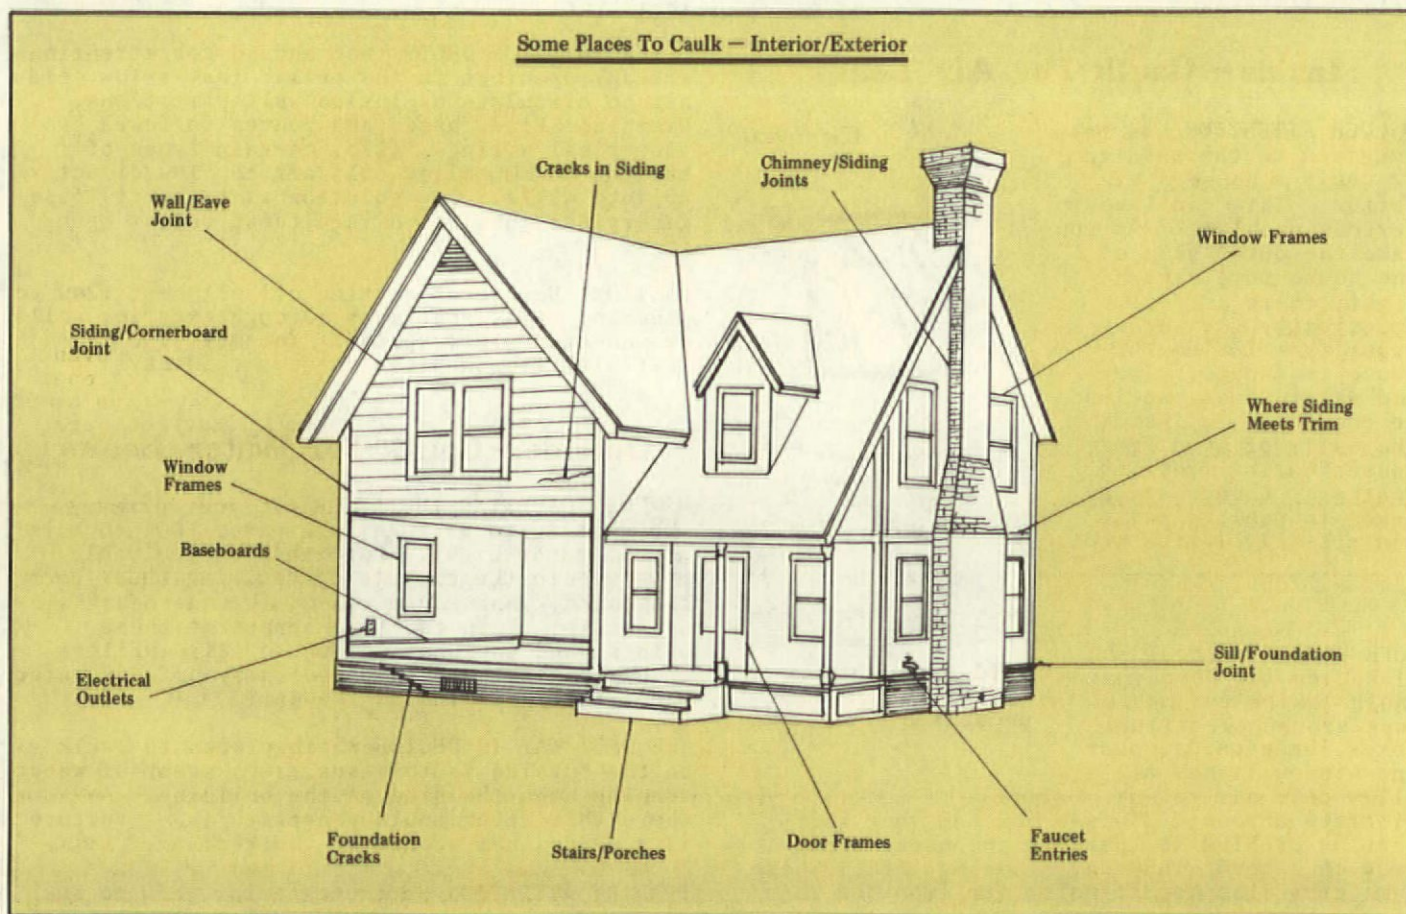 Some Places To Caulk — Interior/Exterior
Cracks in Siding
Chimney/Siding
Joints
Wall/Eave
Joint
Window Frames
Siding/Cornerboard
Joint
Where Siding
Meets Trim
Window
Frames
Baseboards
Sill/Foundation
Joint
Electrical
Outlets
Foundation
Cracks
Stairs/Porches
Door Frames
Faucet
Entries